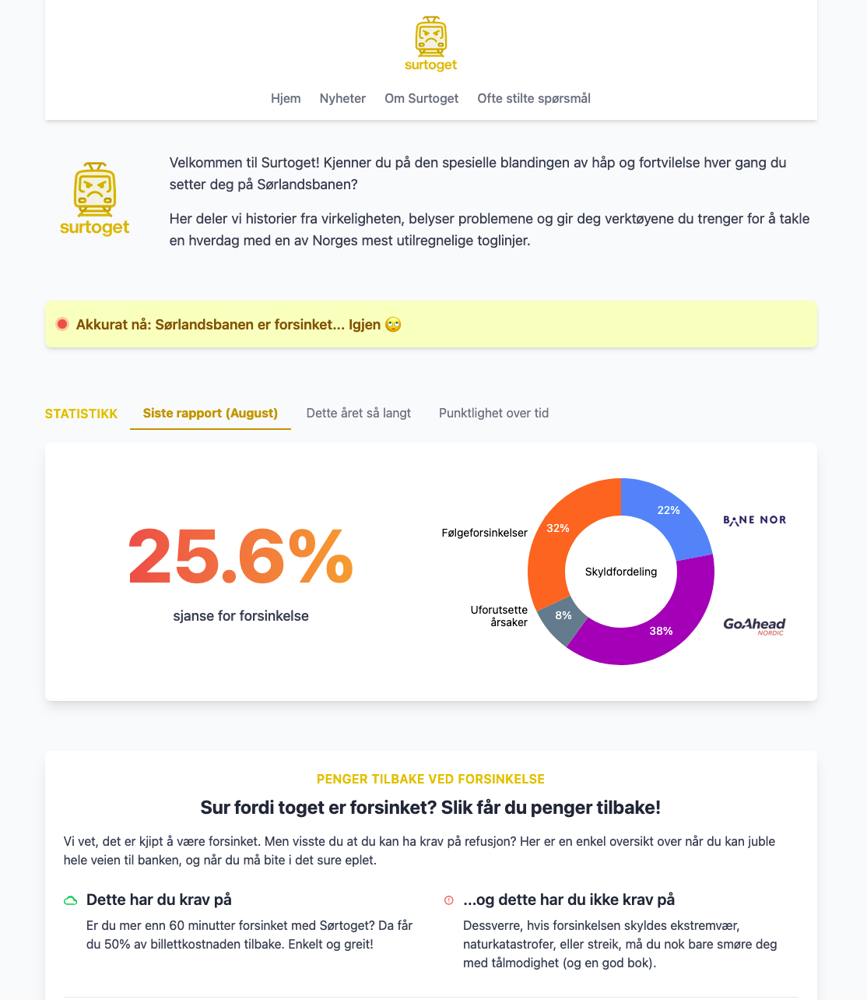 surtoget
Hjem Nyheter Om Surtoget Ofte stilte spørsmål
surtoget
Velkommen til Surtoget! Kjenner du på den spesielle blandingen av håp og fortvilelse hver gang du
setter deg på Sørlandsbanen?
Her deler vi historier fra virkeligheten, belyser problemene og gir deg verktøyene du trenger for å takle
en hverdag med en av Norges mest utilregnelige toglinjer.
Akkurat nå: Sørlandsbanen er forsinket... Igjen 🙄
STATISTIKK Siste rapport (August) Dette året så langt Punktlighet over tid
25.6%
sjanse for forsinkelse
22%
BANE NOR
32%
Følgeforsinkelser
Skyldfordeling
Uforutsette
årsaker
8%
38%
GoAhead
NORDIC
PENGER TILBAKE VED FORSINKELSE
Sur fordi toget er forsinket? Slik får du penger tilbake!
Vi vet, det er kjipt å være forsinket. Men visste du at du kan ha krav på refusjon? Her er en enkel oversikt over når du kan juble
hele veien til banken, og når du må bite i det sure eplet.
Dette har du krav på
Er du mer enn 60 minutter forsinket med Sørtoget? Da får
du 50% av billettkostnaden tilbake. Enkelt og greit!
...og dette har du ikke krav på
Dessverre, hvis forsinkelsen skyldes ekstremvær,
naturkatastrofer, eller streik, må du nok bare smøre deg
med tålmodighet (og en god bok).